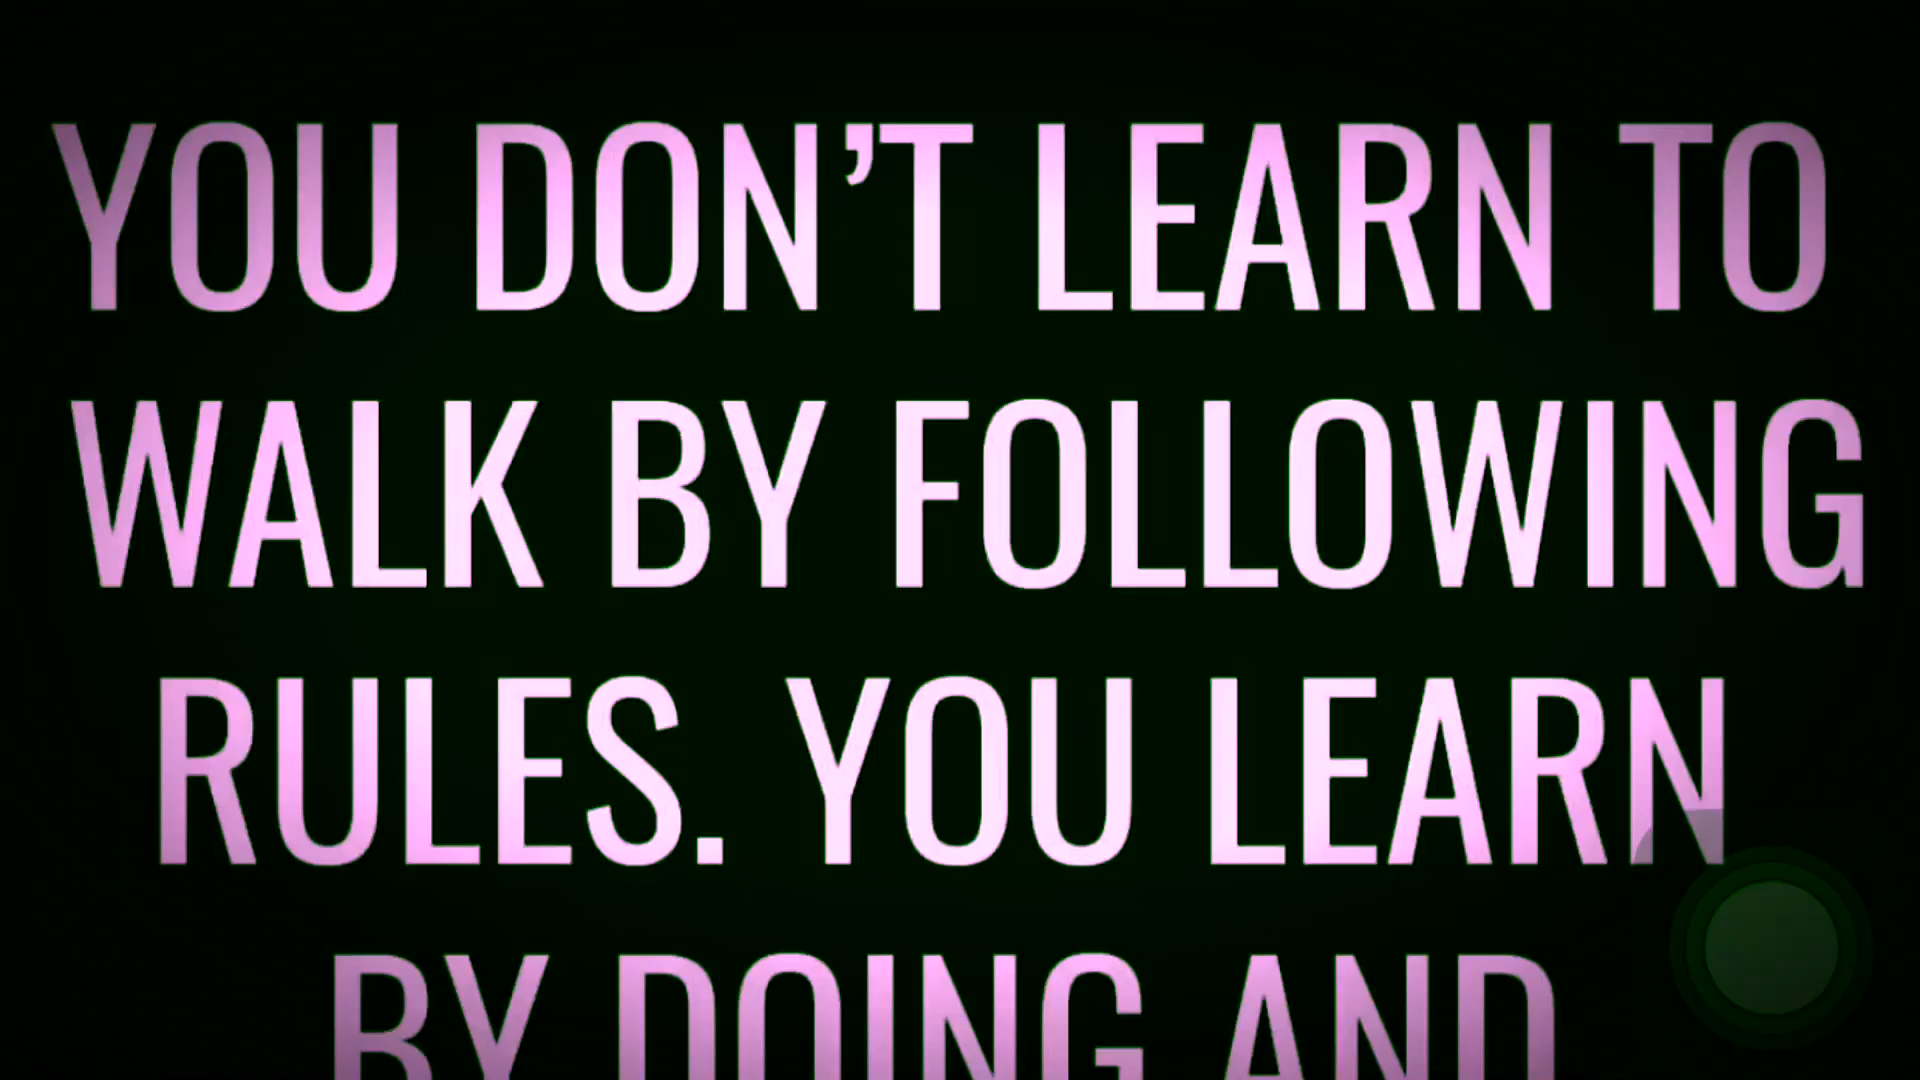 YOU DON’T LEARN TO
WALK BY FOLLOWING
RULES. YOU LEARN
BY DOING AND